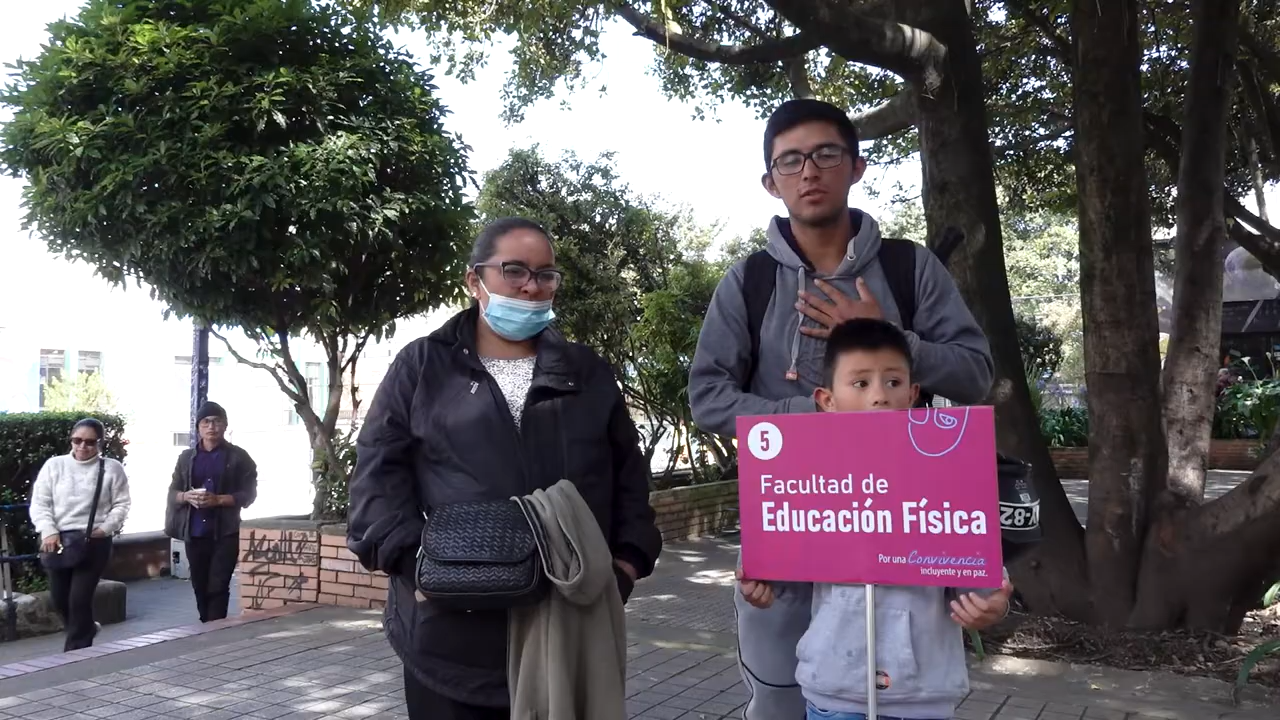 5
Facultad de
Educación Física
Por una Convivencia
incluyente y en paz.